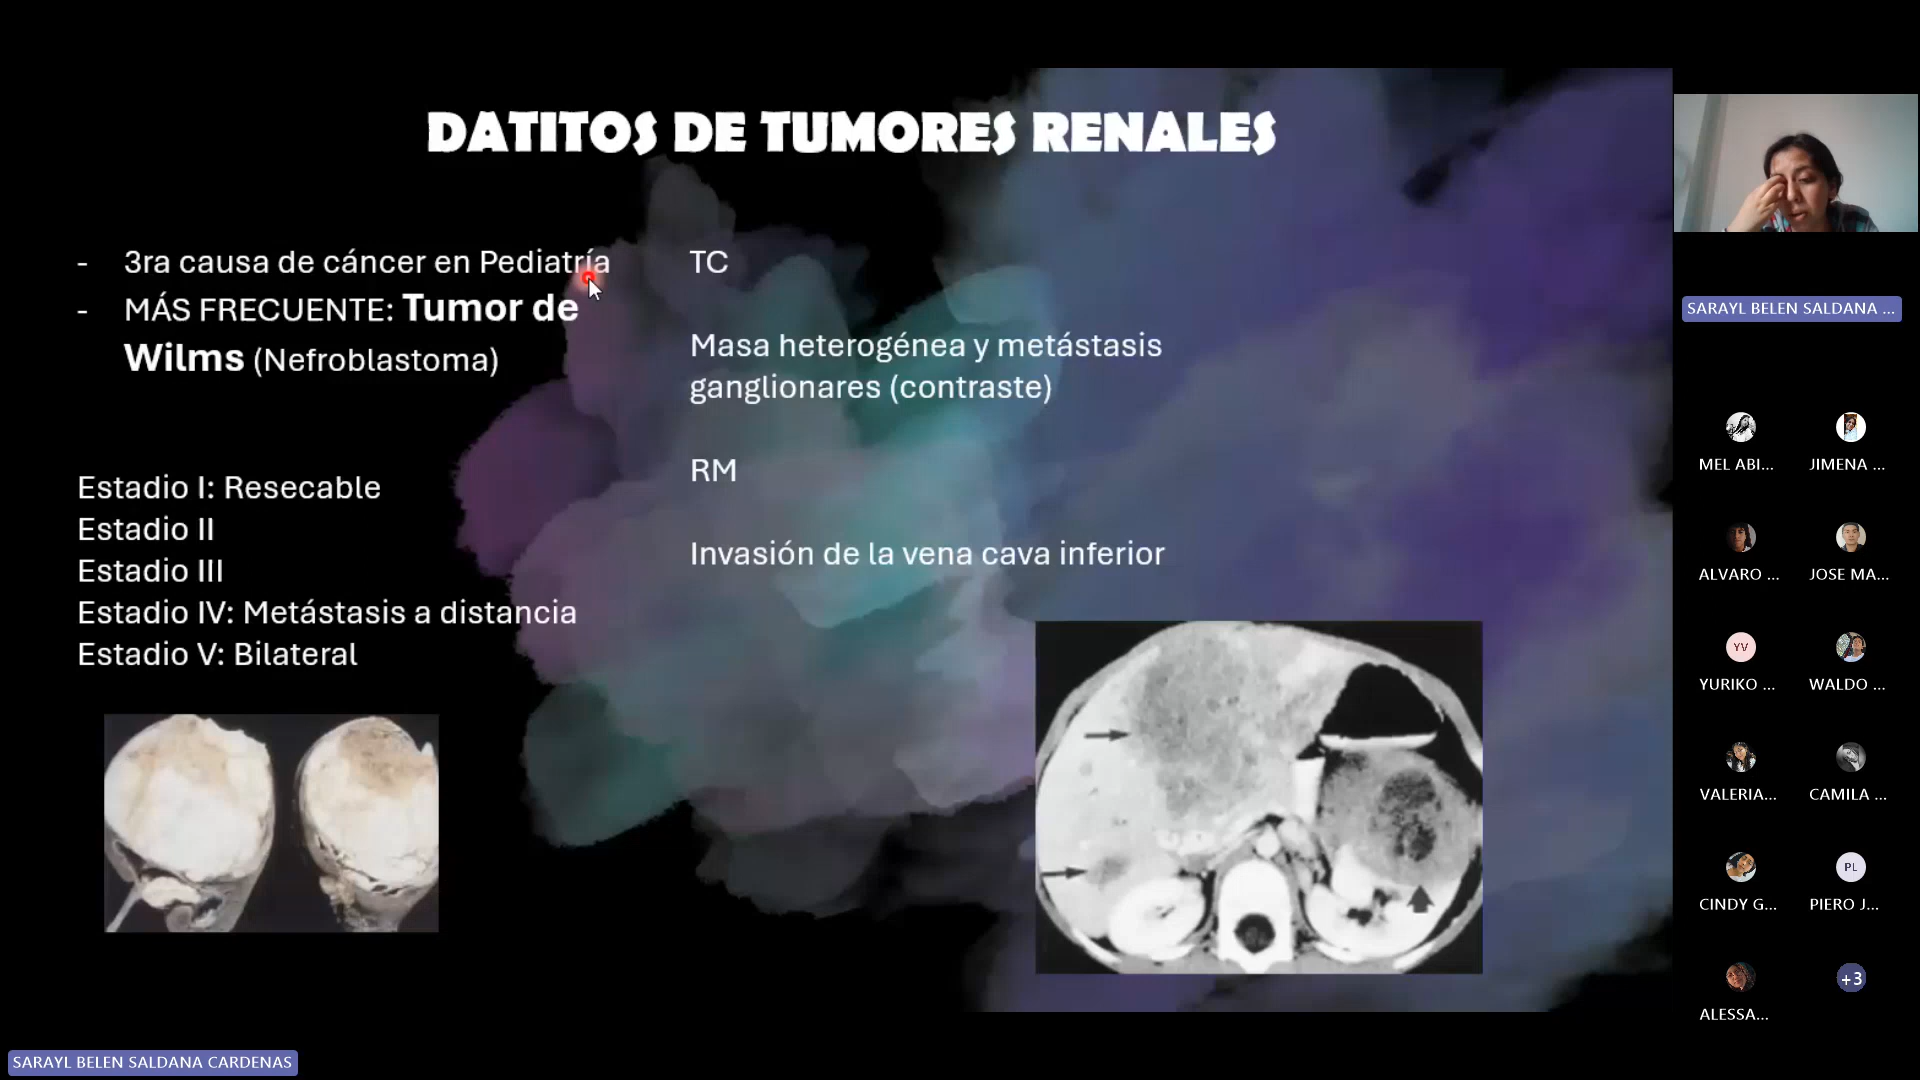 DATITOS DE TUMORES RENALES
- 3ra causa de cáncer en Pediatría
- MÁS FRECUENTE: Tumor de
Wilms (Nefroblastoma)
Estadio I: Resecable
Estadio II
Estadio III
Estadio IV: Metástasis a distancia
Estadio V: Bilateral
TC
Masa heterogénea y metástasis
ganglionares (contraste)
RM
Invasión de la vena cava inferior
SARAYL BELEN SALDANA ...
MEL ABI...
JIMENA ...
ALVARO ...
JOSE MA...
YV
YURIKO ...
WALDO ...
VALERIA...
CAMILA ...
CINDY G...
PL
PIERO J...
ALESSA...
+3
SARAYL BELEN SALDANA CARDENAS